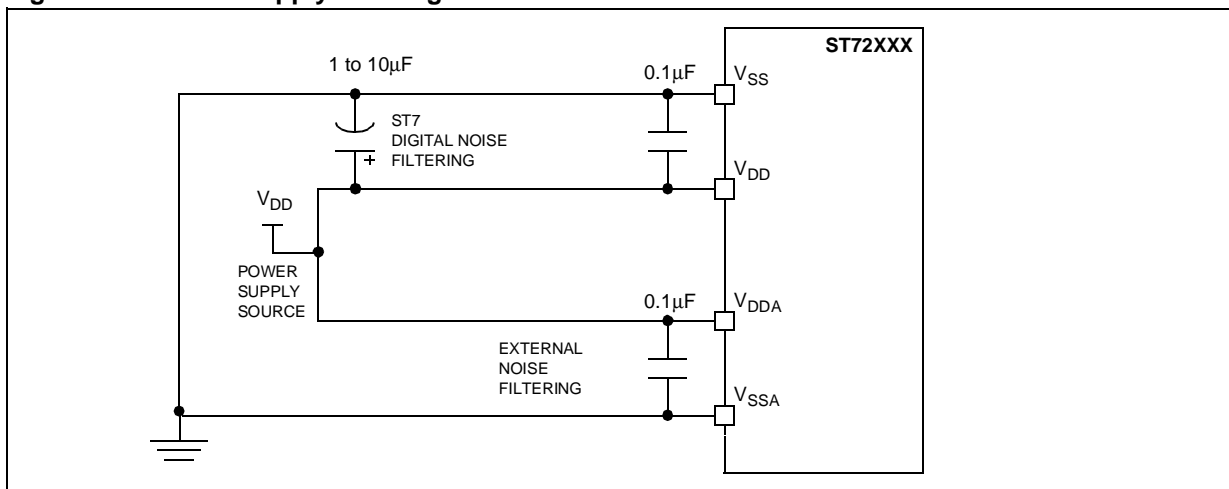 ST72XXX
1 to 10μF
0.1μF
VSS
ST7
DIGITAL NOISE
+ FILTERING
VDD
VDD
POWER
SUPPLY
SOURCE
0.1μF
VDDA
EXTERNAL
NOISE
FILTERING
VSSA